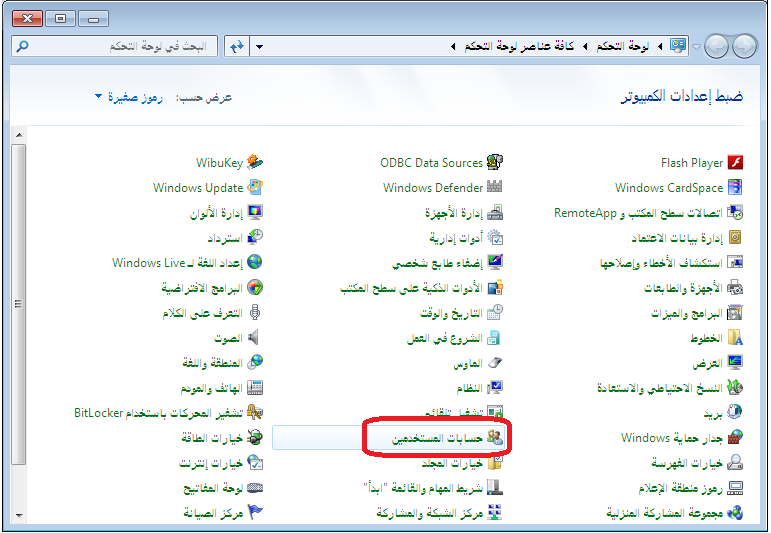 لوحة التحكم ◂ كافة عناصر لوحة التحكم ◂
البحث في لوحة التحكم
ضبط إعدادات الكمبيوتر
عرض حسب: رموز صغيرة
Flash Player ODBC Data Sources WibuKey
Windows CardSpace Windows Defender Windows Update
اتصالات سطح المكتب و RemoteApp إدارة الأجهزة إدارة الألوان
إدارة بيانات الاعتماد أدوات إدارية استرداد
استكشاف الأخطاء وإصلاحها إضفاء طابع شخصي إعداد اللغة لـ Windows Live
الأجهزة والطابعات الأدوات الذكية على سطح المكتب البرامج الافتراضية
البرامج والميزات التاريخ والوقت التعرف على الكلام
الخطوط الشروع في العمل الصوت
العرض الماوس المنطقة واللغة
النسخ الاحتياطي والاستعادة النظام الهاتف والمودم
بريد تشغيل تلقائي تشفير المحركات باستخدام BitLocker
جدار حماية Windows حسابات المستخدمين خيارات الطاقة
خيارات الفهرسة خيارات المجلد خيارات إنترنت
رموز منطقة الإعلام شريط المهام والقائمة "ابدأ" لوحة المفاتيح
مجموعة المشاركة المنزلية مركز الشبكة والمشاركة مركز الصيانة